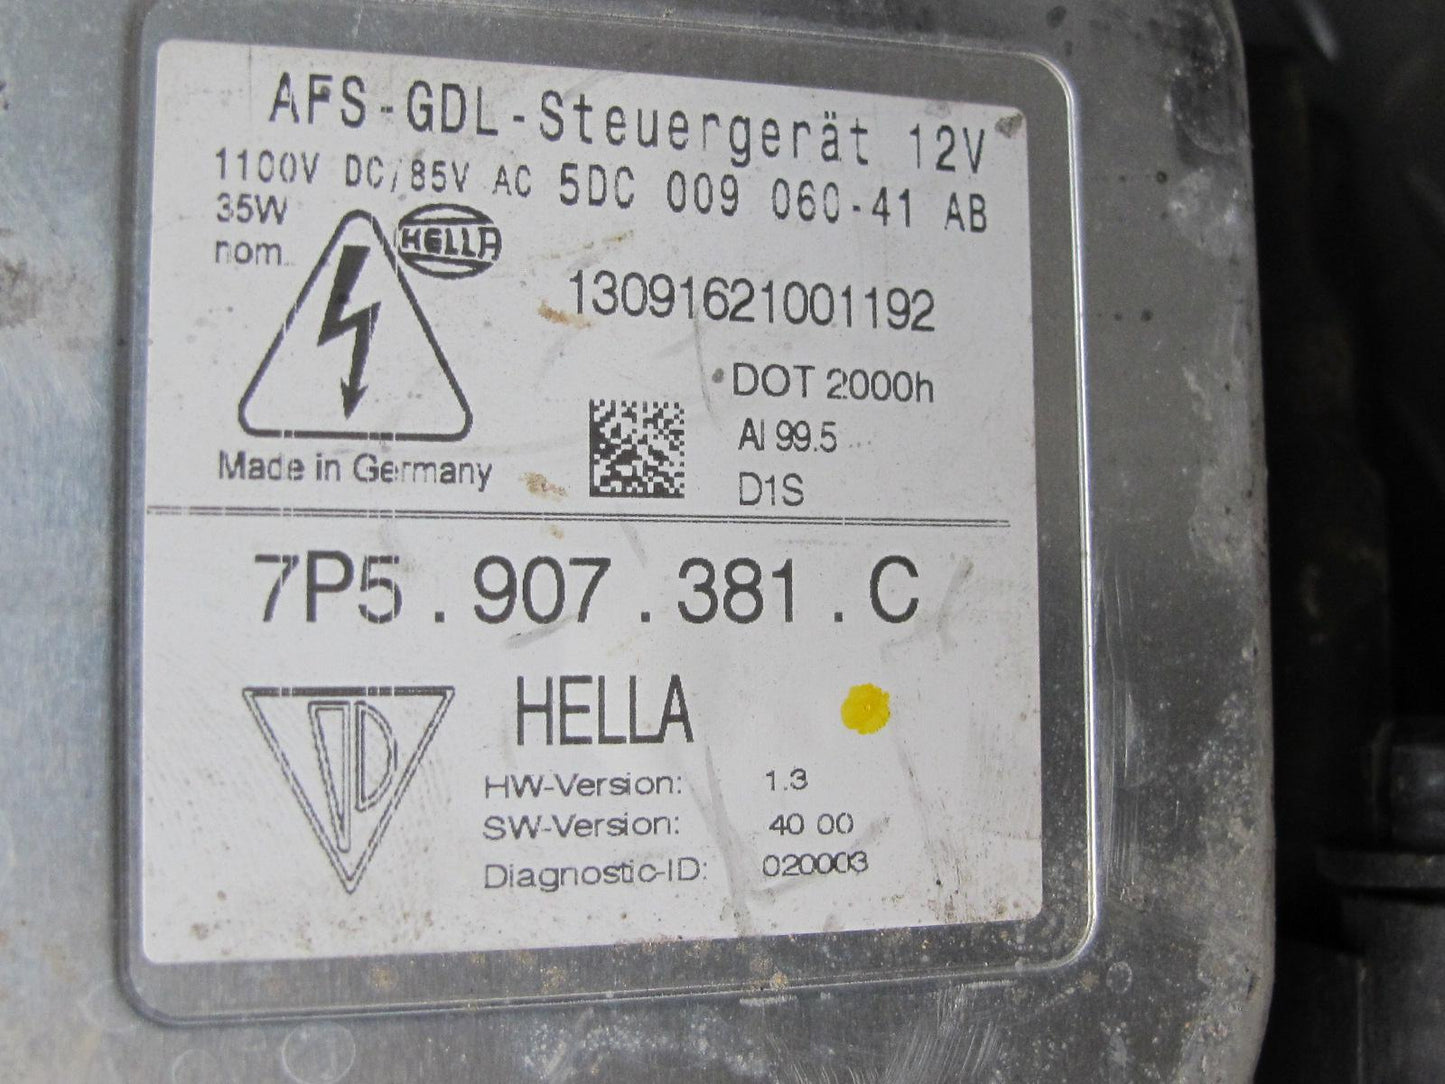 AFS-GDL-Steuergerät 12V
1100V DC/85V AC 5DC 009 060-41 AB
35W
nom.
HELLA
13091621001192
DOT 2000h
Al 99.5
D1S
Made in Germany
7P5.907.381.C
HELLA
HW-Version: 1.3
SW-Version: 40 00
Diagnostic-ID: 020003